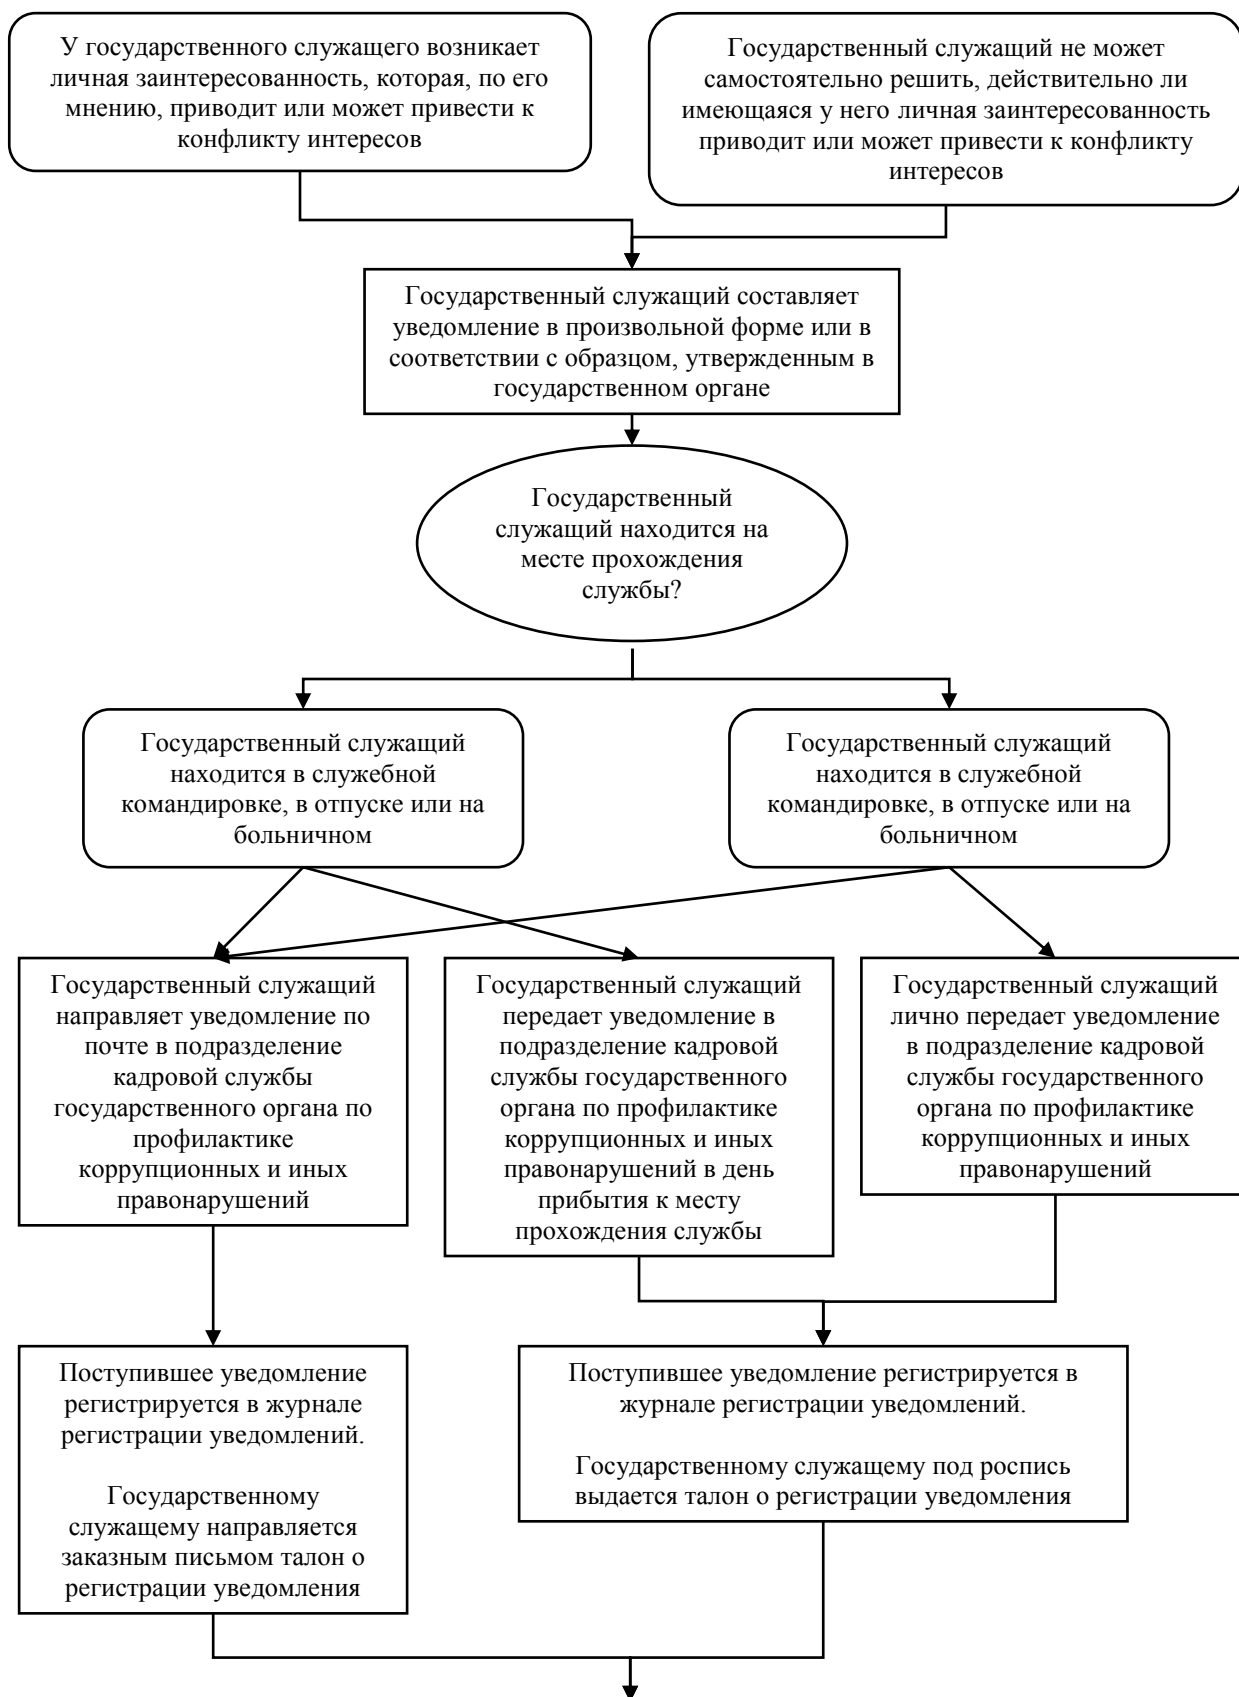 У государственного служащего возникает
личная заинтересованность, которая, по его
мнению, приводит или может привести к
конфликту интересов
Государственный служащий не может
самостоятельно решить, действительно ли
имеющаяся у него личная заинтересованность
приводит или может привести к конфликту
интересов
Государственный служащий составляет
уведомление в произвольной форме или в
соответствии с образцом, утвержденным в
государственном органе
Государственный
служащий находится на
месте прохождения
службы?
Государственный служащий
находится в служебной
командировке, в отпуске или на
больничном
Государственный служащий
находится в служебной
командировке, в отпуске или на
больничном
Государственный служащий
направляет уведомление по
почте в подразделение
кадровой службы
государственного органа по
профилактике
коррупционных и иных
правонарушений
Государственный служащий
передает уведомление в
подразделение кадровой
службы государственного
органа по профилактике
коррупционных и иных
правонарушений в день
прибытия к месту
прохождения службы
Государственный служащий
лично передает уведомление
в подразделение кадровой
службы государственного
органа по профилактике
коррупционных и иных
правонарушений
Поступившее уведомление
регистрируется в журнале
регистрации уведомлений.
Государственному
служащему направляется
заказным письмом талон о
регистрации уведомления
Поступившее уведомление регистрируется в
журнале регистрации уведомлений.
Государственному служащему под роспись
выдается талон о регистрации уведомления